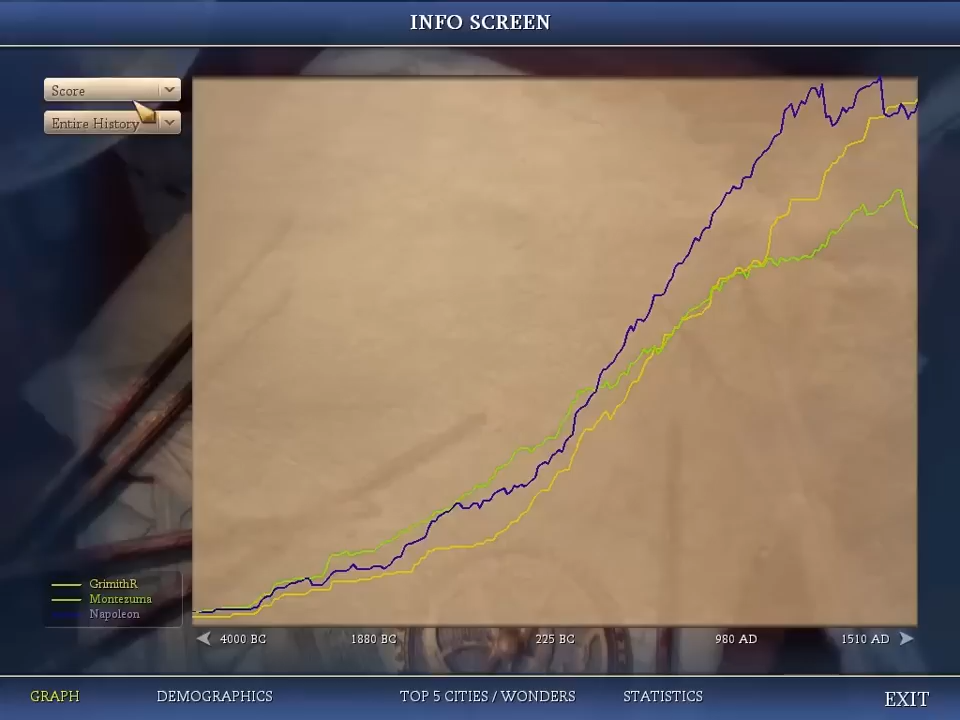 INFO SCREEN
Score
Entire History
GrimithR
Montezuma
Napoleon
4000 BC 1880 BC 225 BC 980 AD 1510 AD
GRAPH DEMOGRAPHICS TOP 5 CITIES / WONDERS STATISTICS EXIT